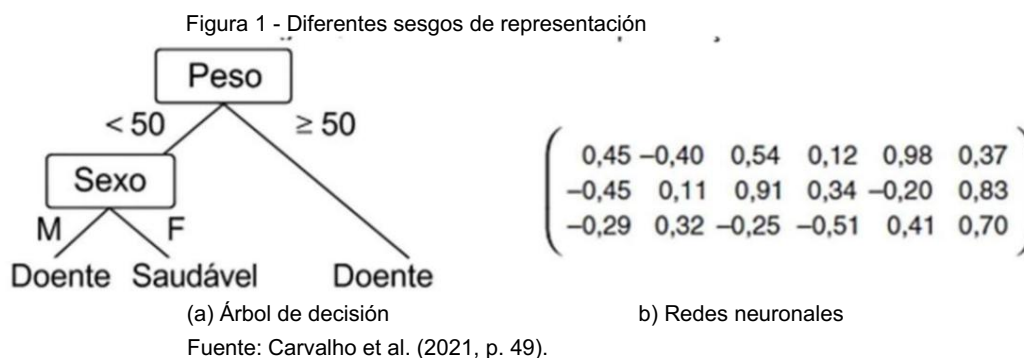 Figura 1 - Diferentes sesgos de representación
Peso
< 50
≥ 50
Sexo
M
F
Doente
Saudável
Doente
0,45 –0,40 0,54 0,12 0,98 0,37
–0,45 0,11 0,91 0,34 –0,20 0,83
–0,29 0,32 –0,25 –0,51 0,41 0,70
(a) Árbol de decisión
b) Redes neuronales
Fuente: Carvalho et al. (2021, p. 49).